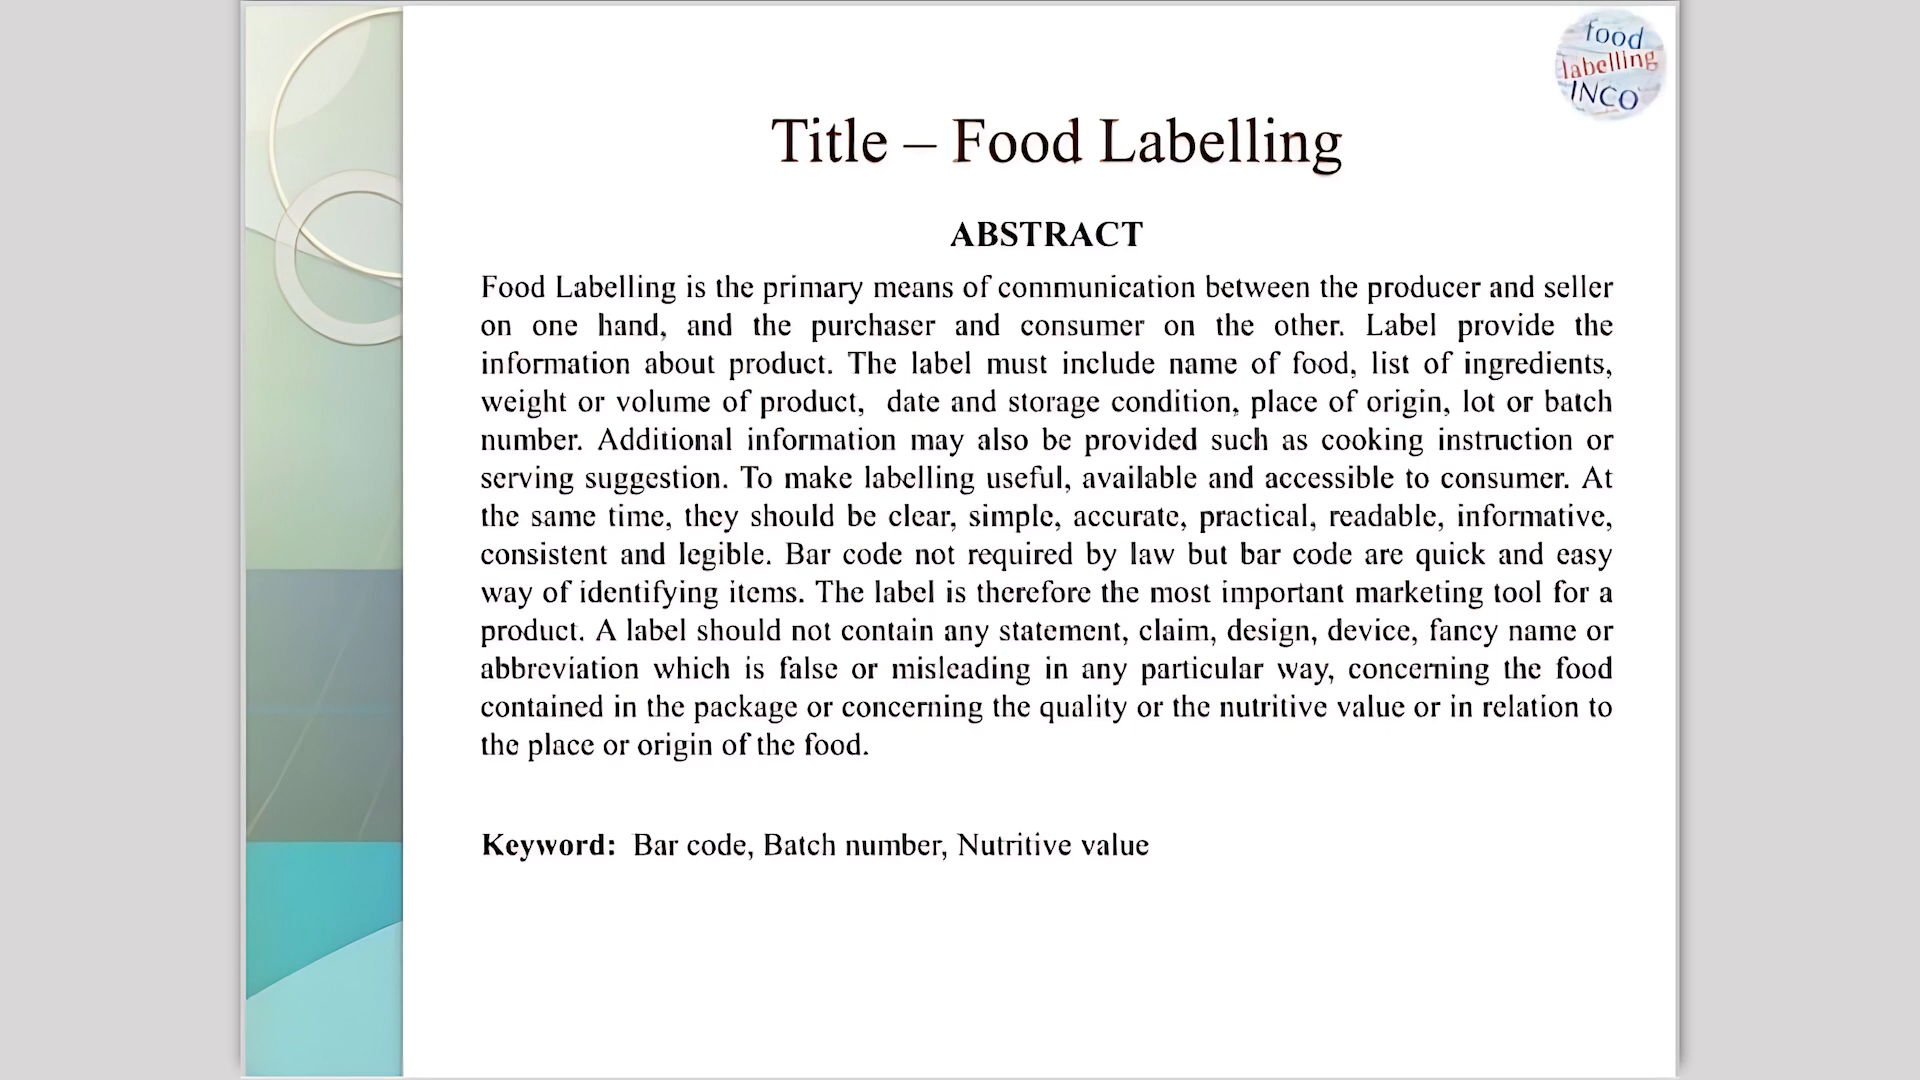 food
labelling
INCO
Title – Food Labelling
ABSTRACT
Food Labelling is the primary means of communication between the producer and seller
on one hand, and the purchaser and consumer on the other. Label provide the
information about product. The label must include name of food, list of ingredients,
weight or volume of product, date and storage condition, place of origin, lot or batch
number. Additional information may also be provided such as cooking instruction or
serving suggestion. To make labelling useful, available and accessible to consumer. At
the same time, they should be clear, simple, accurate, practical, readable, informative,
consistent and legible. Bar code not required by law but bar code are quick and easy
way of identifying items. The label is therefore the most important marketing tool for a
product. A label should not contain any statement, claim, design, device, fancy name or
abbreviation which is false or misleading in any particular way, concerning the food
contained in the package or concerning the quality or the nutritive value or in relation to
the place or origin of the food.
Keyword: Bar code, Batch number, Nutritive value